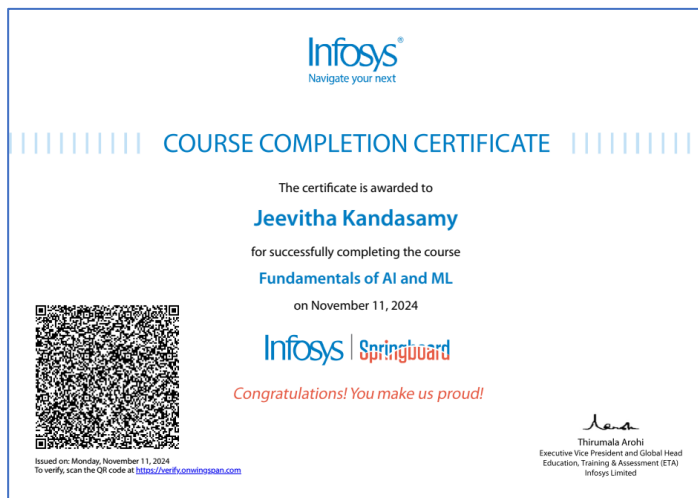 Infosys®
Navigate your next
COURSE COMPLETION CERTIFICATE
The certificate is awarded to
Jeevitha Kandasamy
for successfully completing the course
Fundamentals of AI and ML
on November 11, 2024
Infosys | Springboard
Congratulations! You make us proud!
Issued on: Monday, November 11, 2024
To verify, scan the QR code at https://verify.onwingspan.com
Thirumala Arohi
Executive Vice President and Global Head
Education, Training & Assessment (ETA)
Infosys Limited